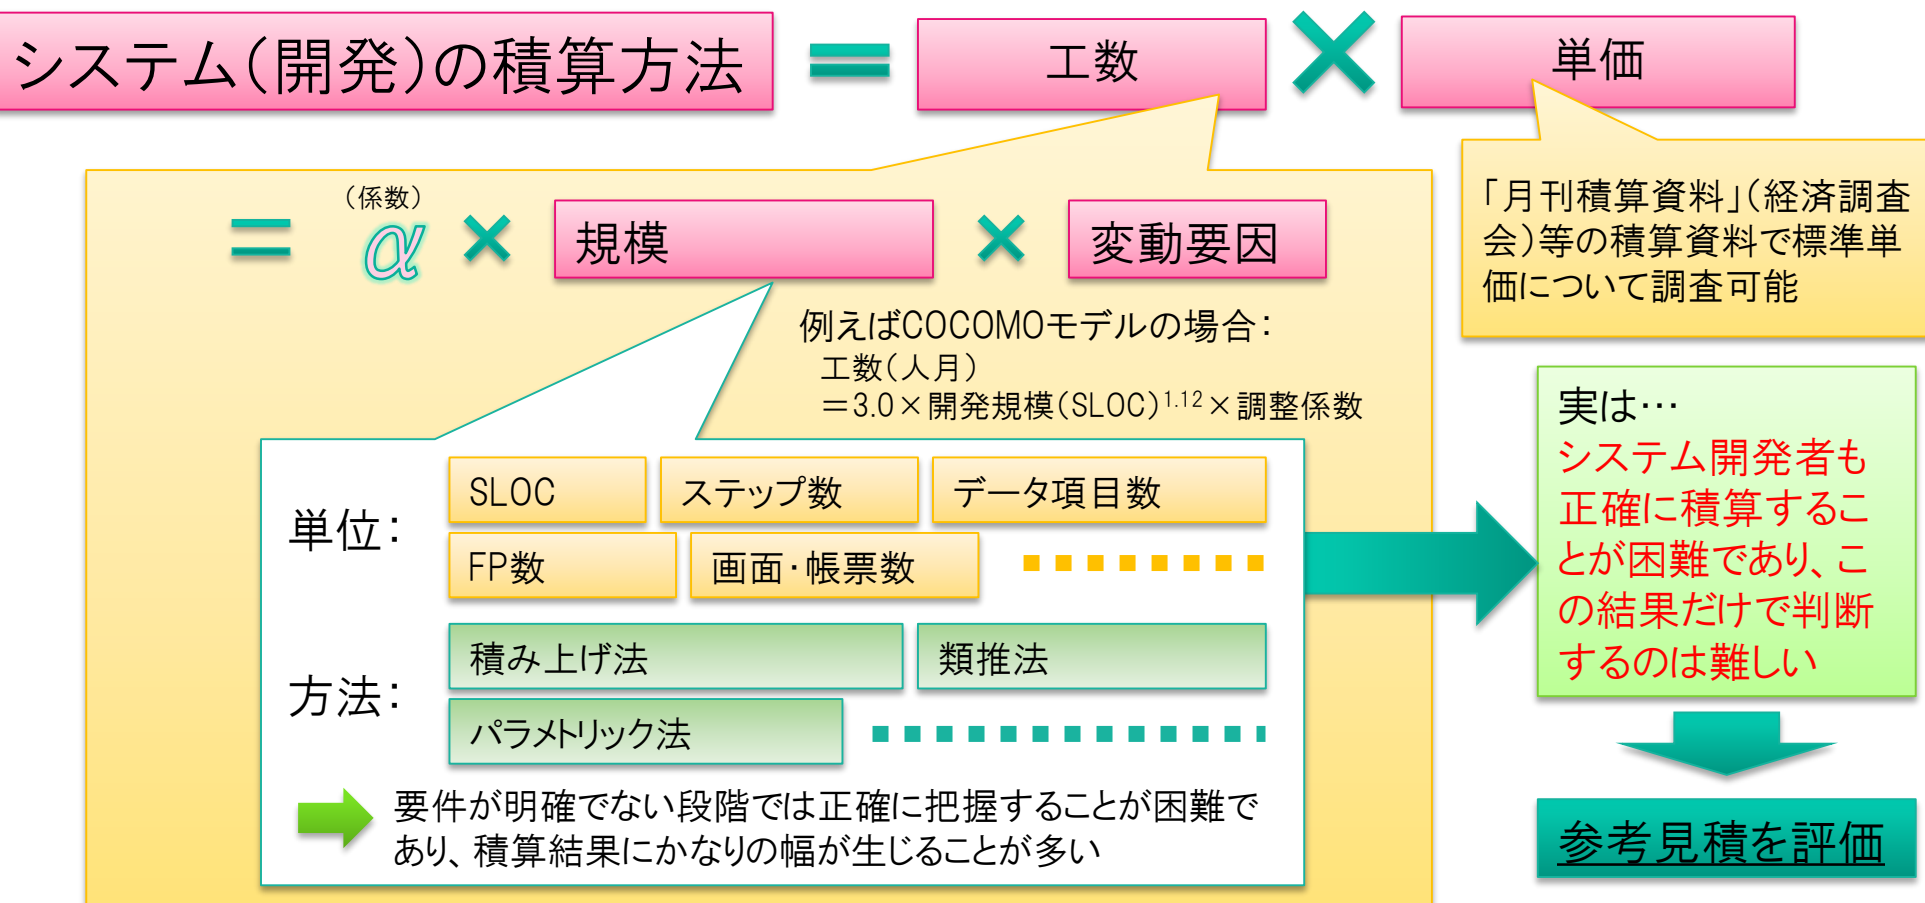 システム(開発)の積算方法 = 工数 × 単価
「月刊積算資料」(経済調査
会)等の積算資料で標準単
価について調査可能
(係数)
= α × 規模 × 変動要因
例えばCOCOMOモデルの場合:
工数(人月)
=3.0×開発規模(SLOC)^1.12×調整係数
単位:
SLOC ステップ数 データ項目数
FP数 画面・帳票数
方法:
積み上げ法 類推法
パラメトリック法
要件が明確でない段階では正確に把握することが困難で
あり、積算結果にかなりの幅が生じることが多い
実は…
システム開発者も
正確に積算するこ
とが困難であり、こ
の結果だけで判断
するのは難しい
参考見積を評価